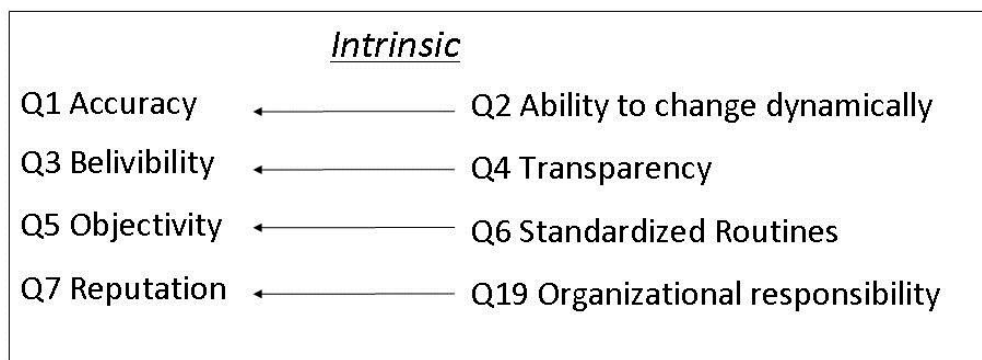 Intrinsic
Q1 Accuracy Q2 Ability to change dynamically
Q3 Belivibility Q4 Transparency
Q5 Objectivity Q6 Standardized Routines
Q7 Reputation Q19 Organizational responsibility